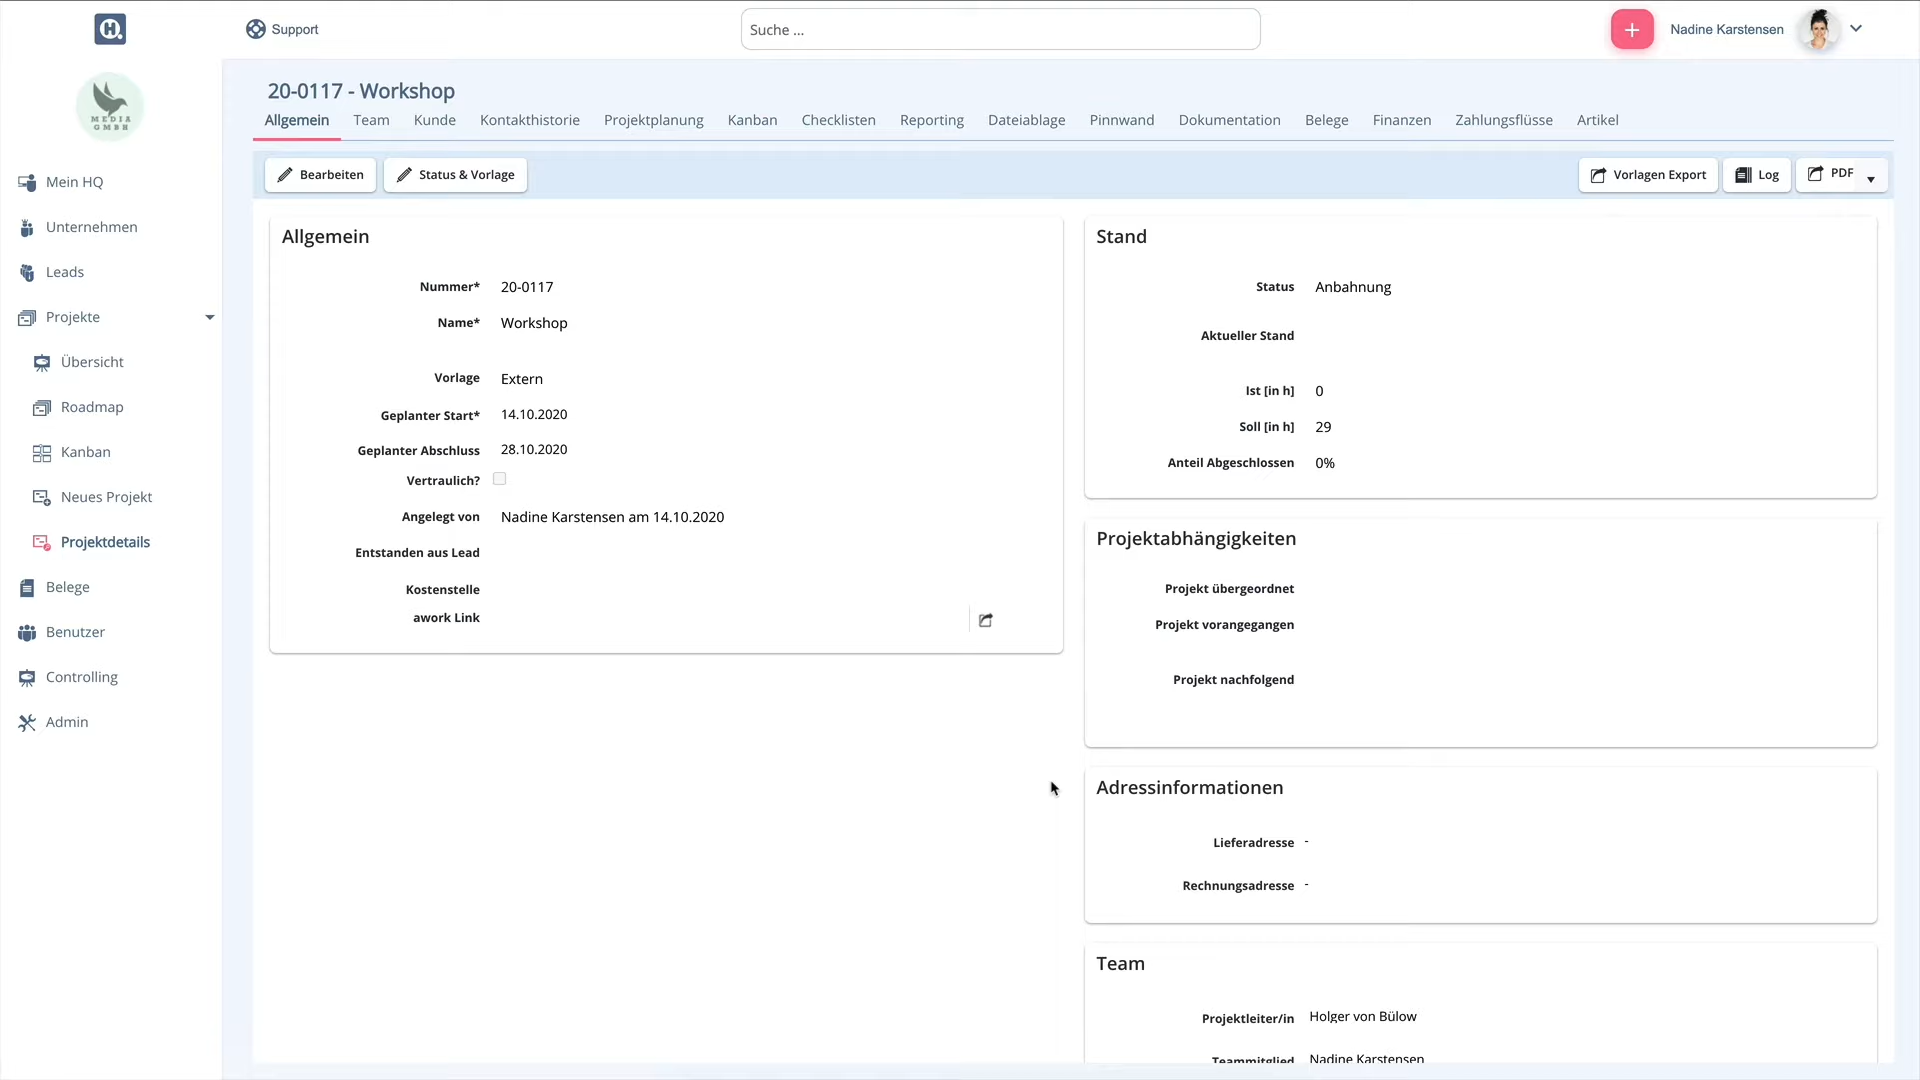 Support
Suche ...
Nadine Karstensen
MEDIA
GMBH
20-0117 - Workshop
Allgemein Team Kunde Kontakthistorie Projektplanung Kanban Checklisten Reporting Dateiablage Pinnwand Dokumentation Belege Finanzen Zahlungsflüsse Artikel
Bearbeiten Status & Vorlage Vorlagen Export Log PDF
Mein HQ
Unternehmen
Leads
Projekte
Übersicht
Roadmap
Kanban
Neues Projekt
Projektdetails
Belege
Benutzer
Controlling
Admin
Allgemein
Nummer* 20-0117
Name* Workshop
Vorlage Extern
Geplanter Start* 14.10.2020
Geplanter Abschluss 28.10.2020
Vertraulich?
Angelegt von Nadine Karstensen am 14.10.2020
Entstanden aus Lead
Kostenstelle
awork Link
Stand
Status Anbahnung
Aktueller Stand
Ist [in h] 0
Soll [in h] 29
Anteil Abgeschlossen 0%
Projektabhängigkeiten
Projekt übergeordnet
Projekt vorangegangen
Projekt nachfolgend
Adressinformationen
Lieferadresse -
Rechnungsadresse -
Team
Projektleiter/in Holger von Bülow
Teammitglied Nadine Karstensen